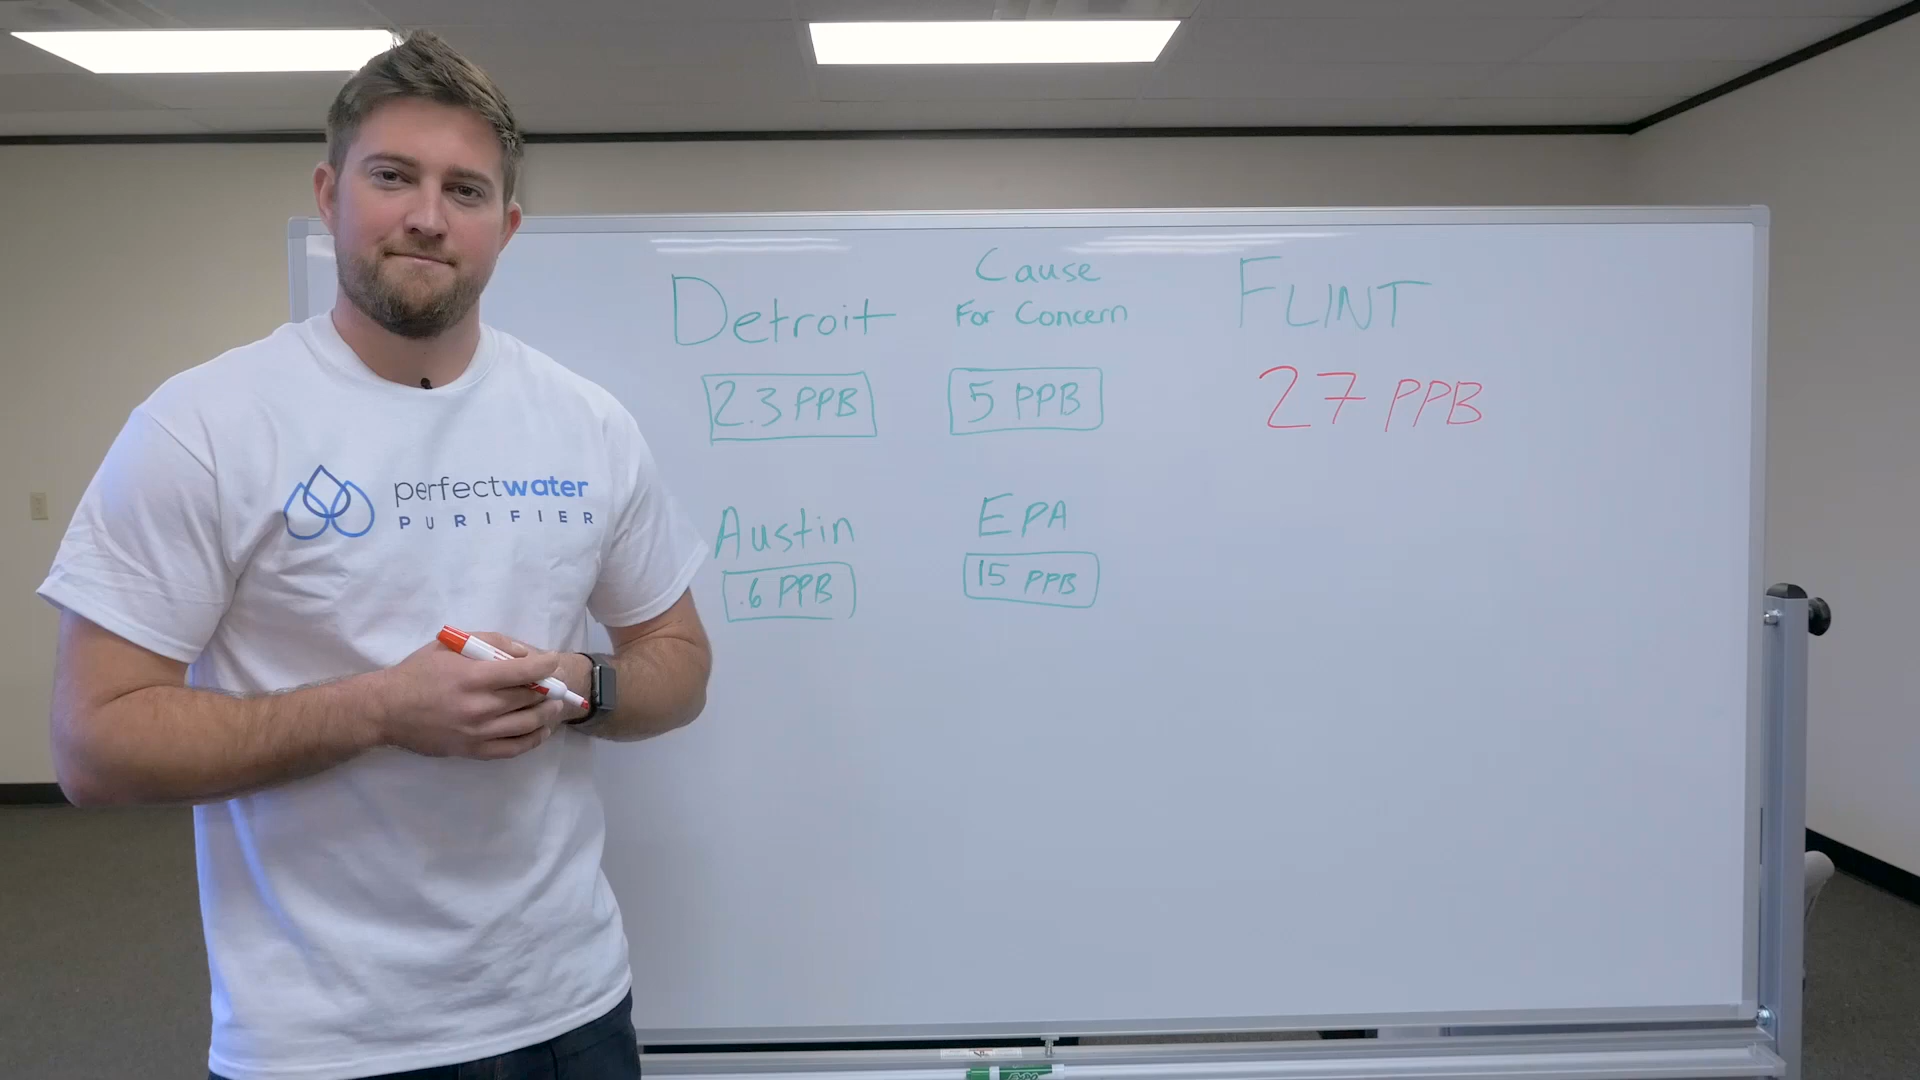 perfectwater
PURIFIER
Detroit
2.3 PPB
Cause
For Concern
5 PPB
FLINT
27 PPB
Austin
.6 PPB
EPA
15 PPB